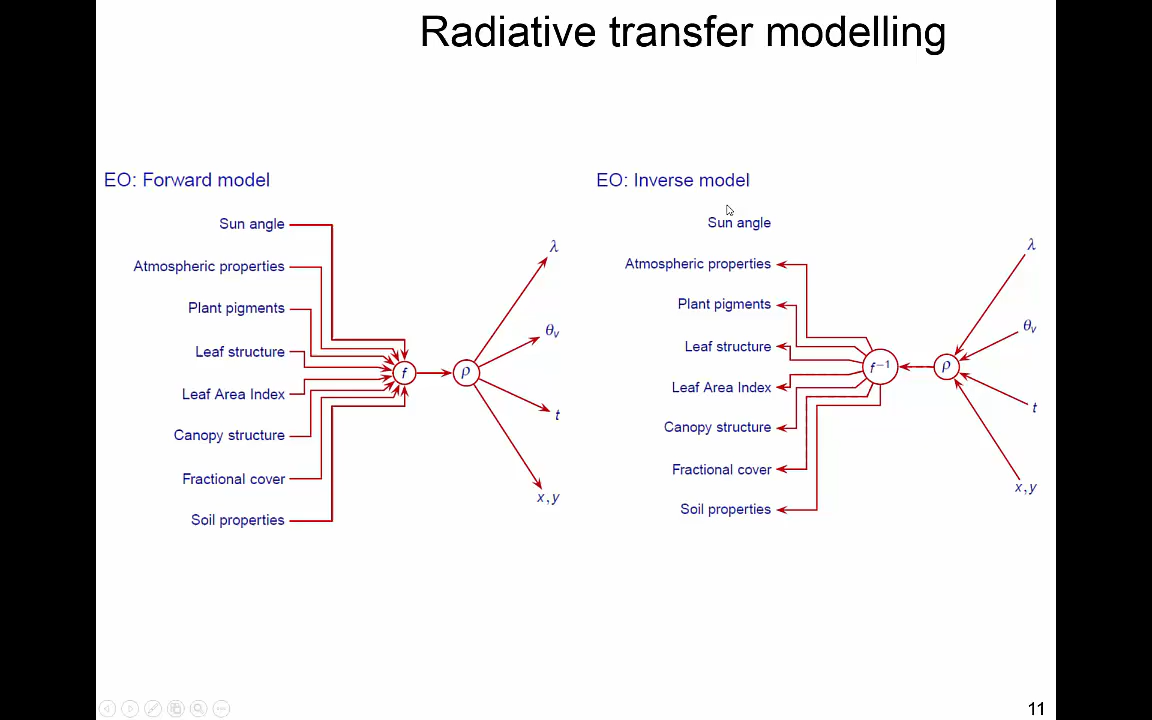 Radiative transfer modelling
EO: Forward model
Sun angle
Atmospheric properties
Plant pigments
Leaf structure
Leaf Area Index
Canopy structure
Fractional cover
Soil properties
f
ρ
λ
θv
t
x, y
EO: Inverse model
Sun angle
Atmospheric properties
Plant pigments
Leaf structure
Leaf Area Index
Canopy structure
Fractional cover
Soil properties
f−1
ρ
λ
θv
t
x, y
11